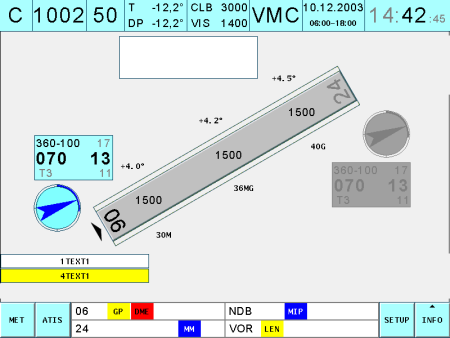 C 1002 50 T -12,2° CLB 3000 VMC 10.12.2003 14:42:45
DP -12,2° VIS 1400 06:00-18:00
+4.5°
24
+4.2°
1500
360-100 17
070 13
T3 11
40G
1500
+4.0°
360-100 17
070 13
T3 11
36MG
1500
06
30M
1TEXT1
4TEXT1
MET ATIS 06 GP DME NDB MIP SETUP INFO
24 MM VOR LEN